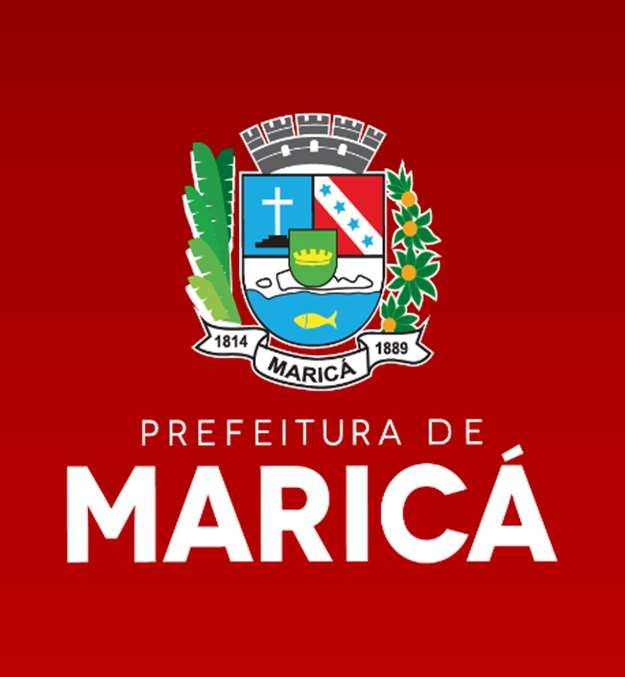 1814
MARICÁ
1889
PREFEITURA DE
MARICÁ